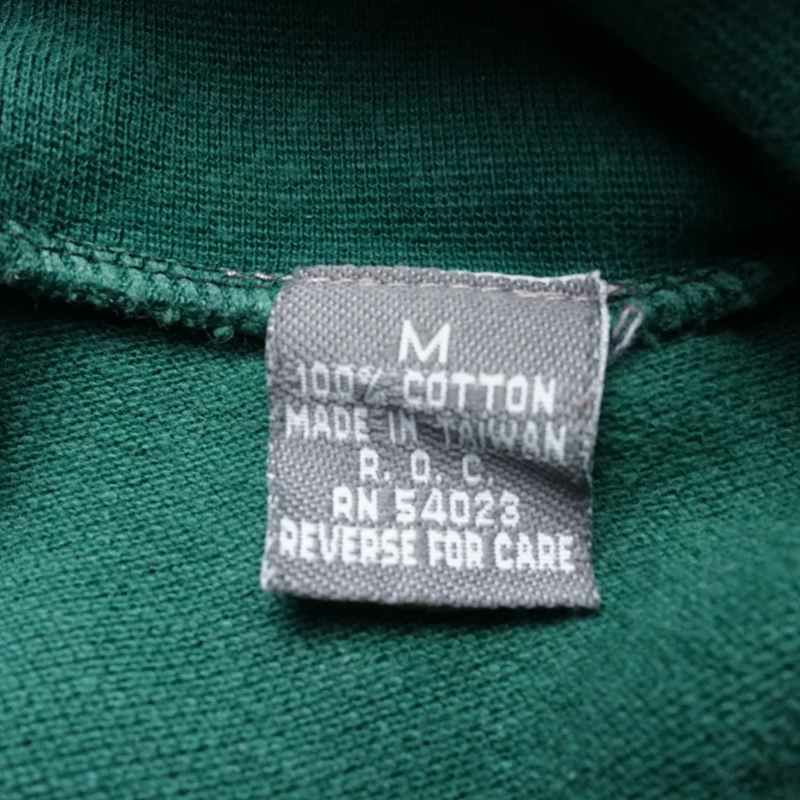 M
100% COTTON
MADE IN TAIWAN
R. O. C.
RN 54023
REVERSE FOR CARE